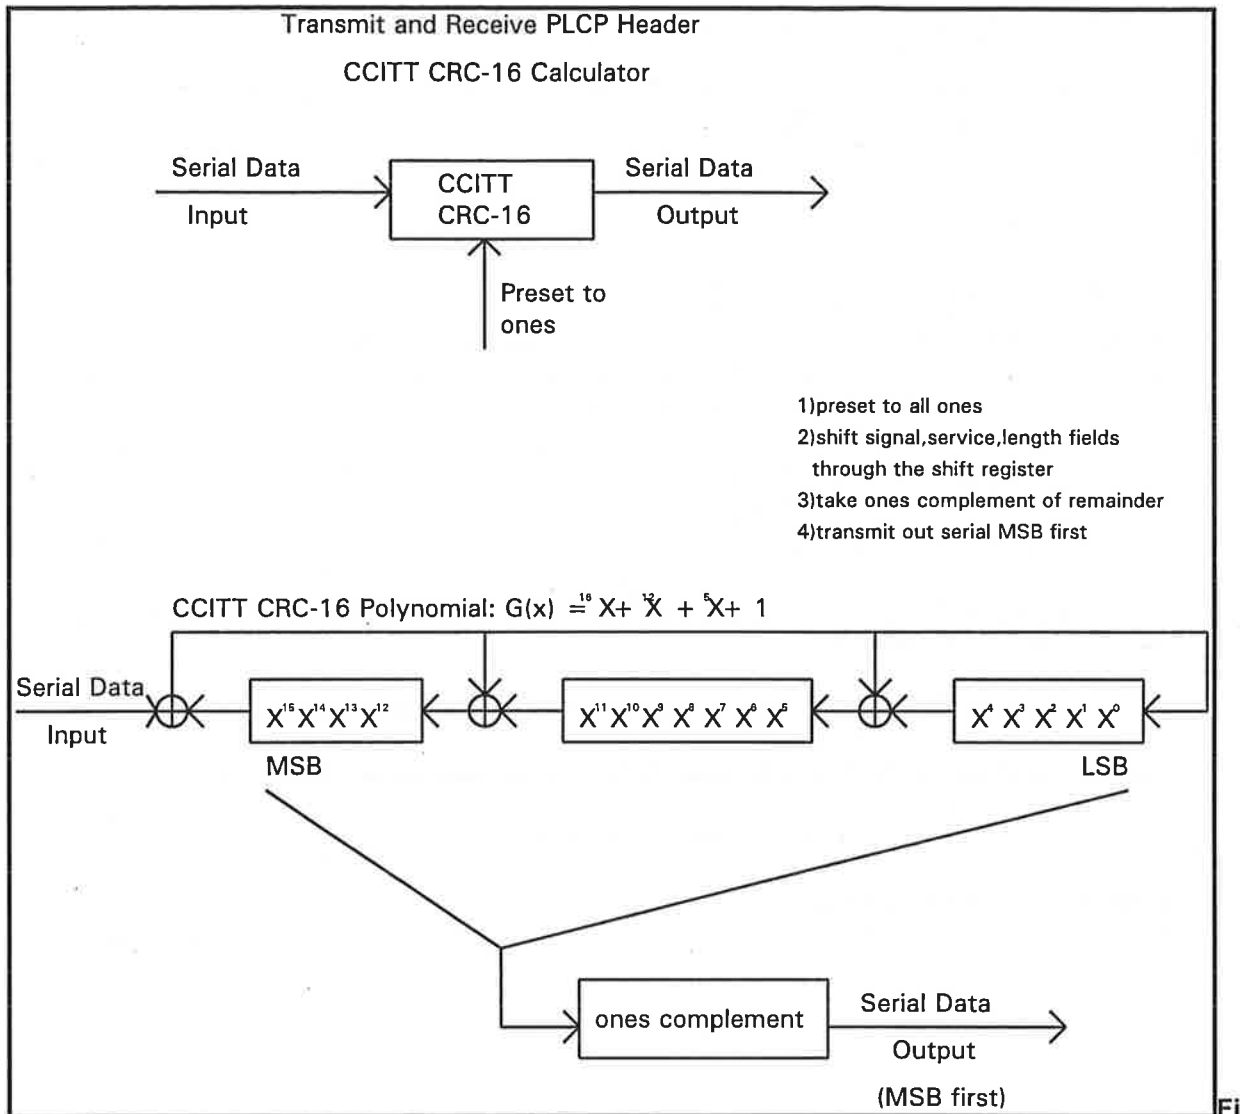 Transmit and Receive PLCP Header
CCITT CRC-16 Calculator
Serial Data
Input
CCITT
CRC-16
Serial Data
Output
Preset to
ones
1)preset to all ones
2)shift signal,service,length fields
through the shift register
3)take ones complement of remainder
4)transmit out serial MSB first
CCITT CRC-16 Polynomial: G(x) =¹⁶ X+ ¹²X + ⁵X+ 1
Serial Data
Input
X¹⁵ X¹⁴ X¹³ X¹²
X¹¹ X¹⁰ X⁹ X⁸ X⁷ X⁶ X⁵
X⁴ X³ X² X¹ X⁰
MSB
LSB
ones complement
Serial Data
Output
(MSB first)
Fi